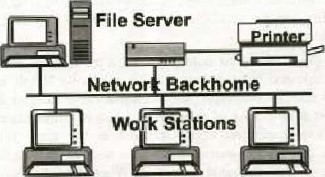 File Server
Printer
Network Backhome
Work Stations